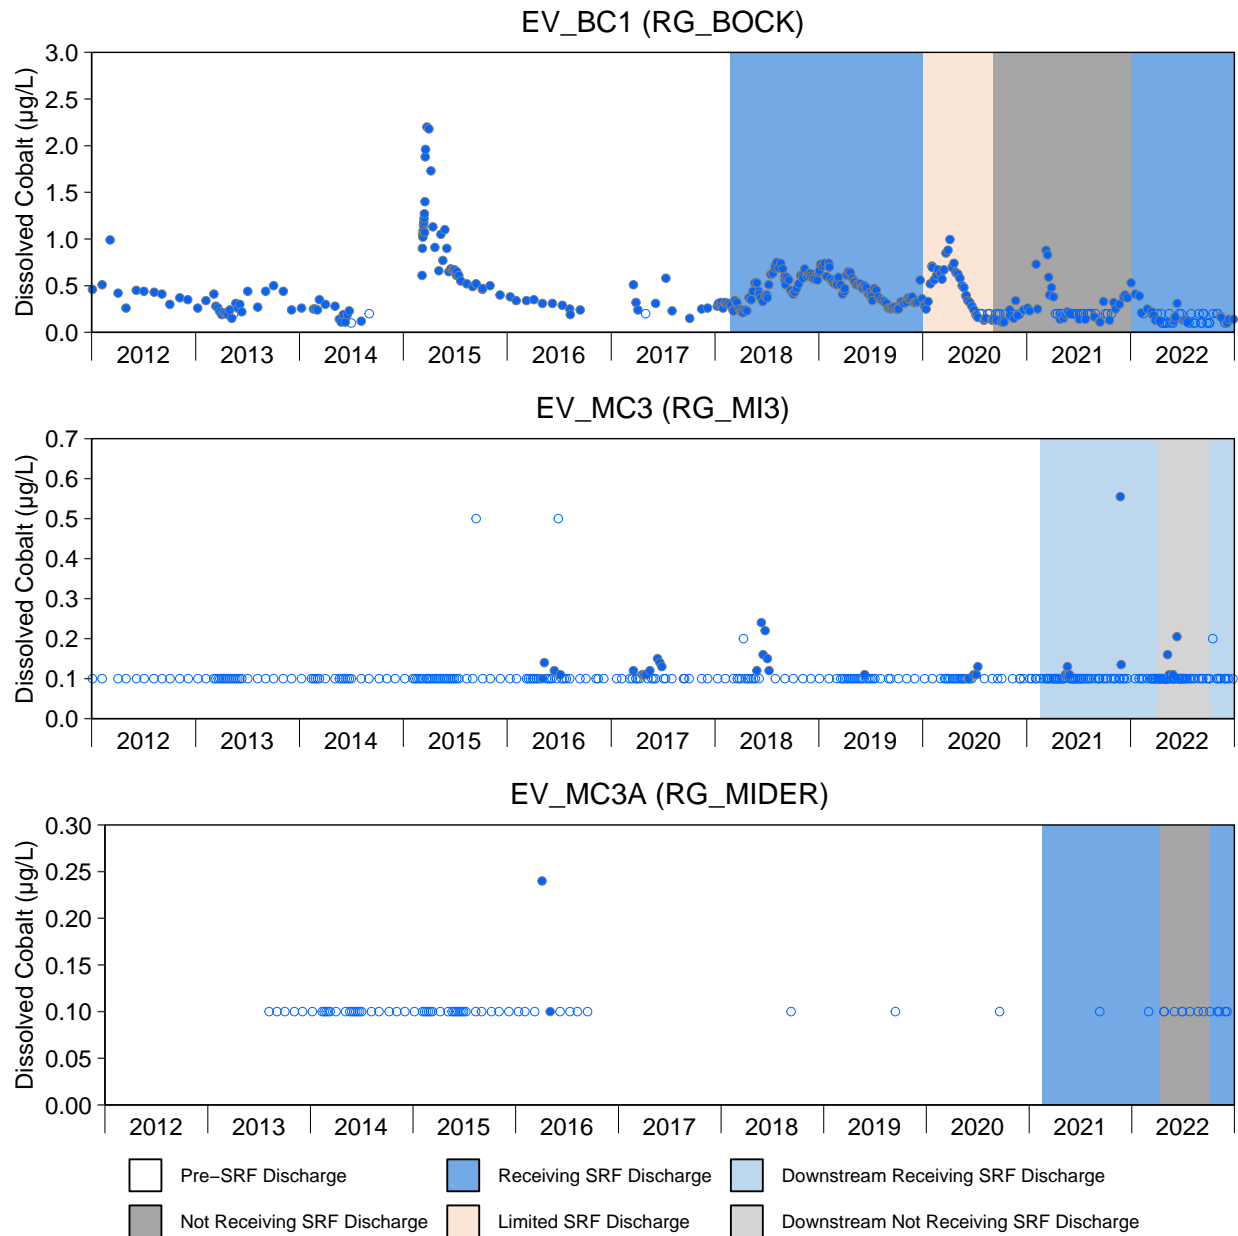 EV_BC1 (RG_BOCK)
Dissolved Cobalt (µg/L)
3.0
2.5
2.0
1.5
1.0
0.5
0.0
2012 2013 2014 2015 2016 2017 2018 2019 2020 2021 2022
EV_MC3 (RG_MI3)
Dissolved Cobalt (µg/L)
0.7
0.6
0.5
0.4
0.3
0.2
0.1
0.0
2012 2013 2014 2015 2016 2017 2018 2019 2020 2021 2022
EV_MC3A (RG_MIDER)
Dissolved Cobalt (µg/L)
0.30
0.25
0.20
0.15
0.10
0.05
0.00
2012 2013 2014 2015 2016 2017 2018 2019 2020 2021 2022
Pre−SRF Discharge Receiving SRF Discharge Downstream Receiving SRF Discharge
Not Receiving SRF Discharge Limited SRF Discharge Downstream Not Receiving SRF Discharge